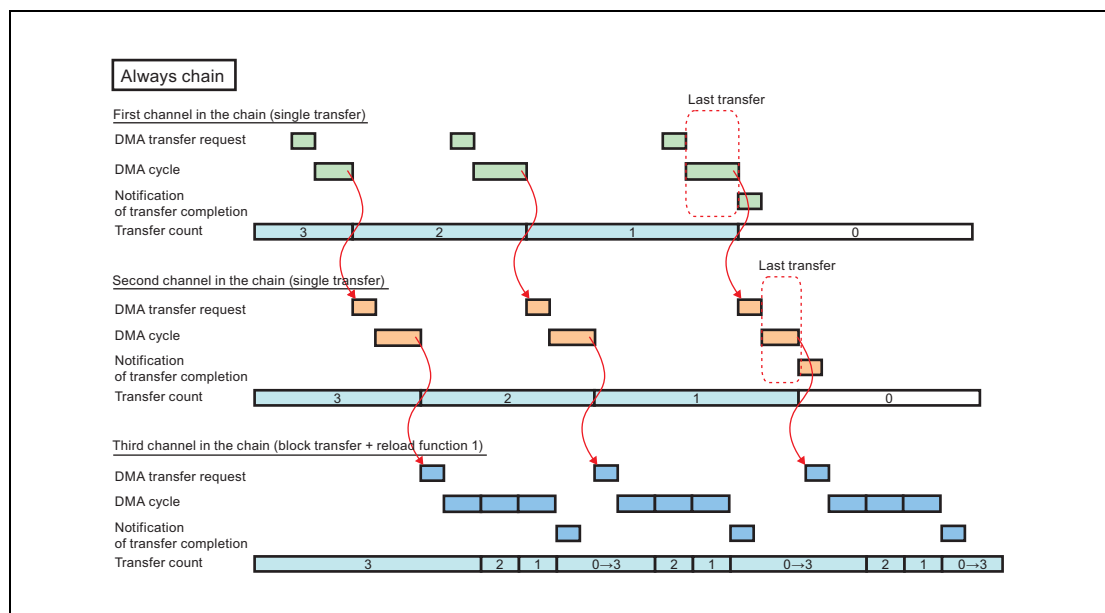 Always chain
Last transfer
First channel in the chain (single transfer)
DMA transfer request
DMA cycle
Notification
of transfer completion
Transfer count
3 2 1 0
Last transfer
Second channel in the chain (single transfer)
DMA transfer request
DMA cycle
Notification
of transfer completion
Transfer count
3 2 1 0
Third channel in the chain (block transfer + reload function 1)
DMA transfer request
DMA cycle
Notification
of transfer completion
Transfer count
3 2 1 0→3 2 1 0→3 2 1 0→3